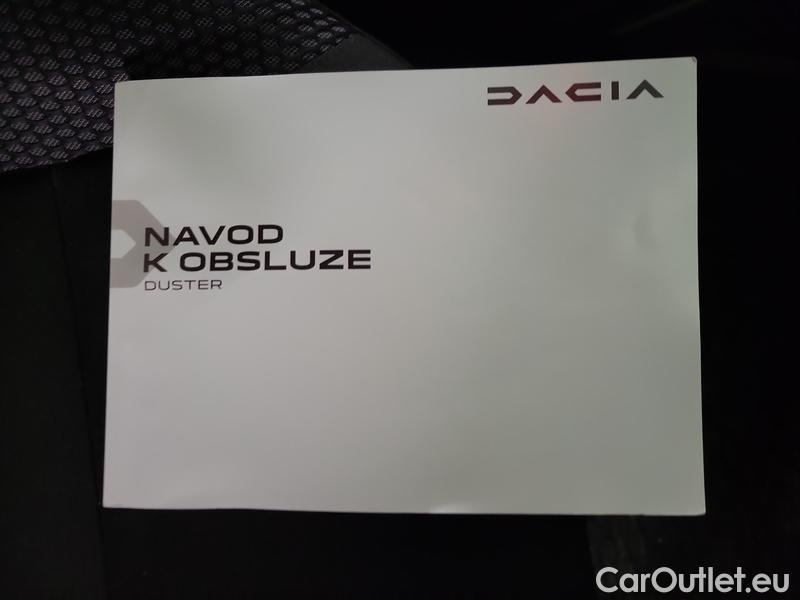 DACIA
NAVOD
K OBSLUZE
DUSTER
CarOutlet.eu